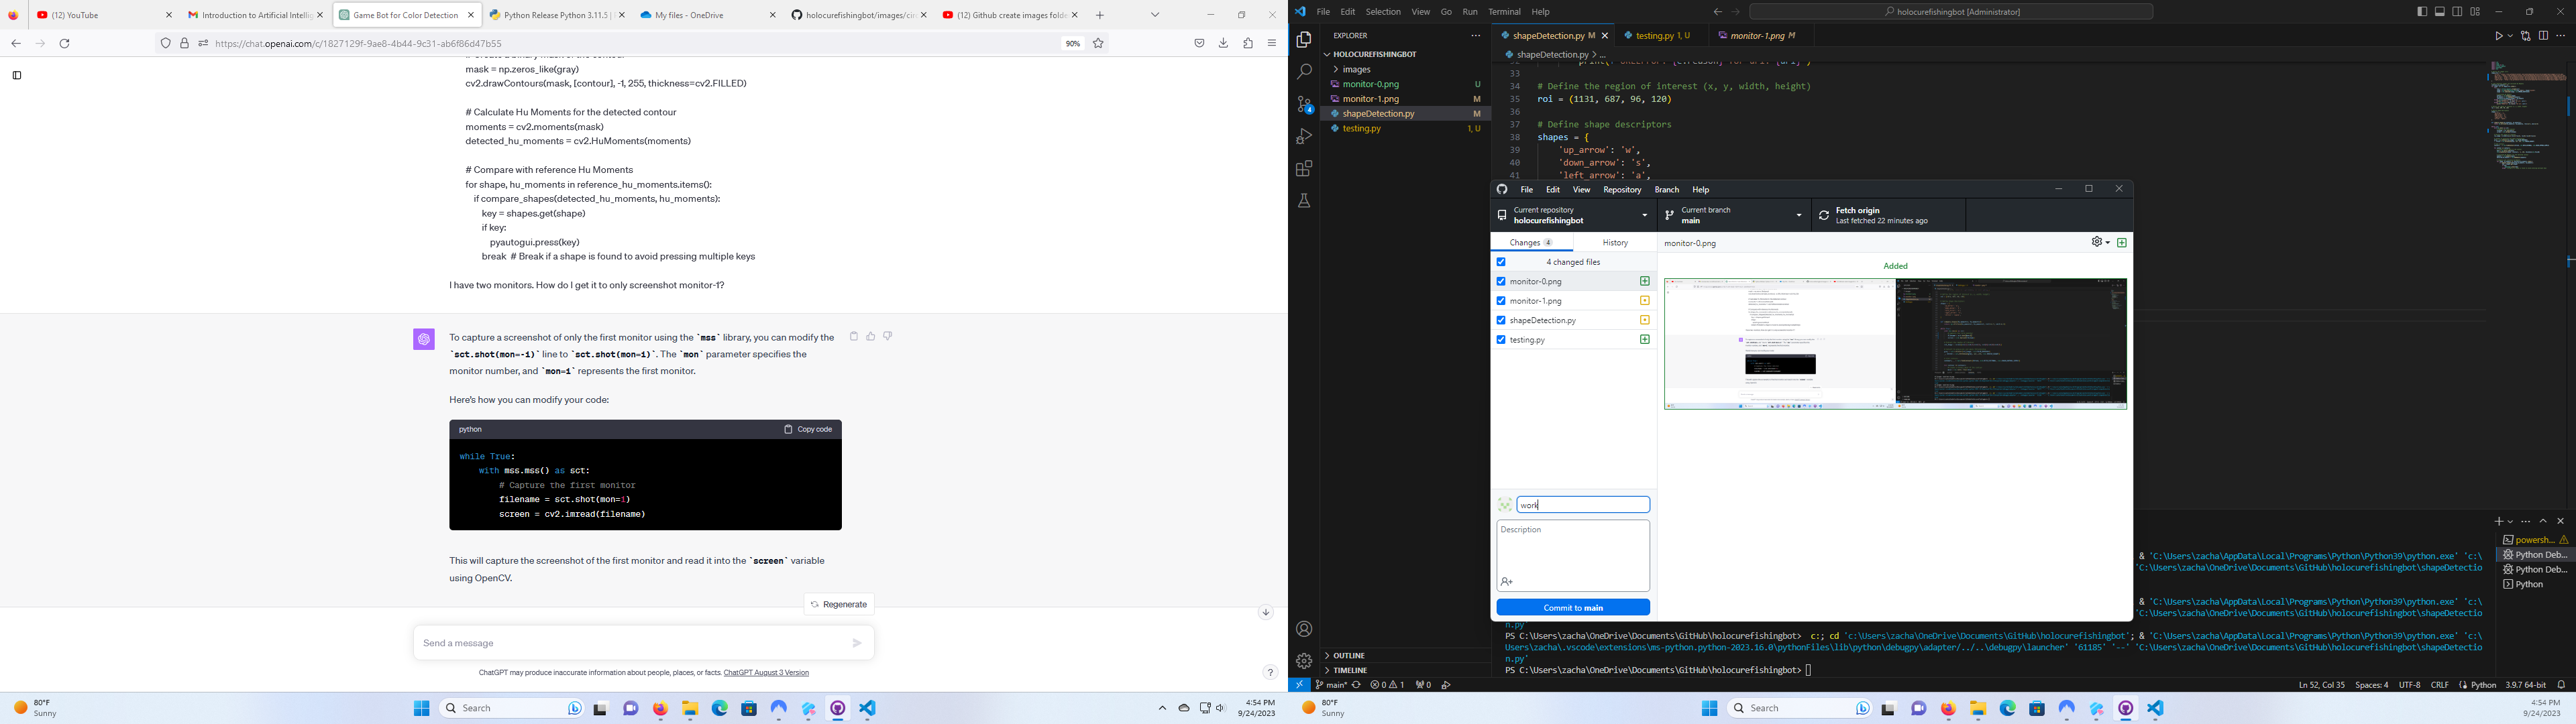 (12) YouTube
Introduction to Artificial Intellig
Game Bot for Color Detection
Python Release Python 3.11.5 |
My files - OneDrive
holocurefishingbot/images/cir
(12) Github create images folde
https://chat.openai.com/c/1827129f-9ae8-4b44-9c31-ab6f86d47b55
90%
mask = np.zeros_like(gray)
cv2.drawContours(mask, [contour], -1, 255, thickness=cv2.FILLED)
# Calculate Hu Moments for the detected contour
moments = cv2.moments(mask)
detected_hu_moments = cv2.HuMoments(moments)
# Compare with reference Hu Moments
for shape, hu_moments in reference_hu_moments.items():
if compare_shapes(detected_hu_moments, hu_moments):
key = shapes.get(shape)
if key:
pyautogui.press(key)
break # Break if a shape is found to avoid pressing multiple keys
I have two monitors. How do I get it to only screenshot monitor-1?
To capture a screenshot of only the first monitor using the `mss` library, you can modify the
`sct.shot(mon=-1)` line to `sct.shot(mon=1)`. The `mon` parameter specifies the
monitor number, and `mon=1` represents the first monitor.
Here's how you can modify your code:
python
Copy code
while True:
with mss.mss() as sct:
# Capture the first monitor
filename = sct.shot(mon=1)
screen = cv2.imread(filename)
This will capture the screenshot of the first monitor and read it into the `screen` variable
using OpenCV.
Regenerate
Send a message
ChatGPT may produce inaccurate information about people, places, or facts. ChatGPT August 3 Version
?
80°F
Sunny
Search
4:54 PM
9/24/2023
File Edit Selection View Go Run Terminal Help
holocurefishingbot [Administrator]
EXPLORER
HOLOCUREFISHINGBOT
images
monitor-0.png U
monitor-1.png M
shapeDetection.py M
testing.py 1, U
4
OUTLINE
TIMELINE
shapeDetection.py M
testing.py 1, U
monitor-1.png M
shapeDetection.py > ...
33
34 # Define the region of interest (x, y, width, height)
35 roi = (1131, 687, 96, 120)
36
37 # Define shape descriptors
38 shapes = {
39 'up_arrow': 'w',
40 'down_arrow': 's',
41 'left_arrow': 'a',
File Edit View Repository Branch Help
Current repository
holocurefishingbot
Current branch
main
Fetch origin
Last fetched 22 minutes ago
Changes 4
History
4 changed files
monitor-0.png
monitor-1.png
shapeDetection.py
testing.py
monitor-0.png
Added
work
Description
Commit to main
& 'C:\Users\zacha\AppData\Local\Programs\Python\Python39\python.exe' 'c:\
'C:\Users\zacha\OneDrive\Documents\GitHub\holocurefishingbot\shapeDetectio
& 'C:\Users\zacha\AppData\Local\Programs\Python\Python39\python.exe' 'c:\
'C:\Users\zacha\OneDrive\Documents\GitHub\holocurefishingbot\shapeDetectio
n.py'
PS C:\Users\zacha\OneDrive\Documents\GitHub\holocurefishingbot> c:; cd 'c:\Users\zacha\OneDrive\Documents\GitHub\holocurefishingbot'; & 'C:\Users\zacha\AppData\Local\Programs\Python\Python39\python.exe' 'c:\
Users\zacha\.vscode\extensions\ms-python.python-2023.16.0\pythonFiles\lib\python\debugpy\adapter/../..\debugpy\launcher' '61185' '--' 'C:\Users\zacha\OneDrive\Documents\GitHub\holocurefishingbot\shapeDetectio
n.py'
PS C:\Users\zacha\OneDrive\Documents\GitHub\holocurefishingbot>
powersh...
Python Deb...
Python Deb...
Python
main*
0 1
0
Ln 52, Col 35
Spaces: 4
UTF-8
CRLF
Python
3.9.7 64-bit
80°F
Sunny
Search
4:54 PM
9/24/2023